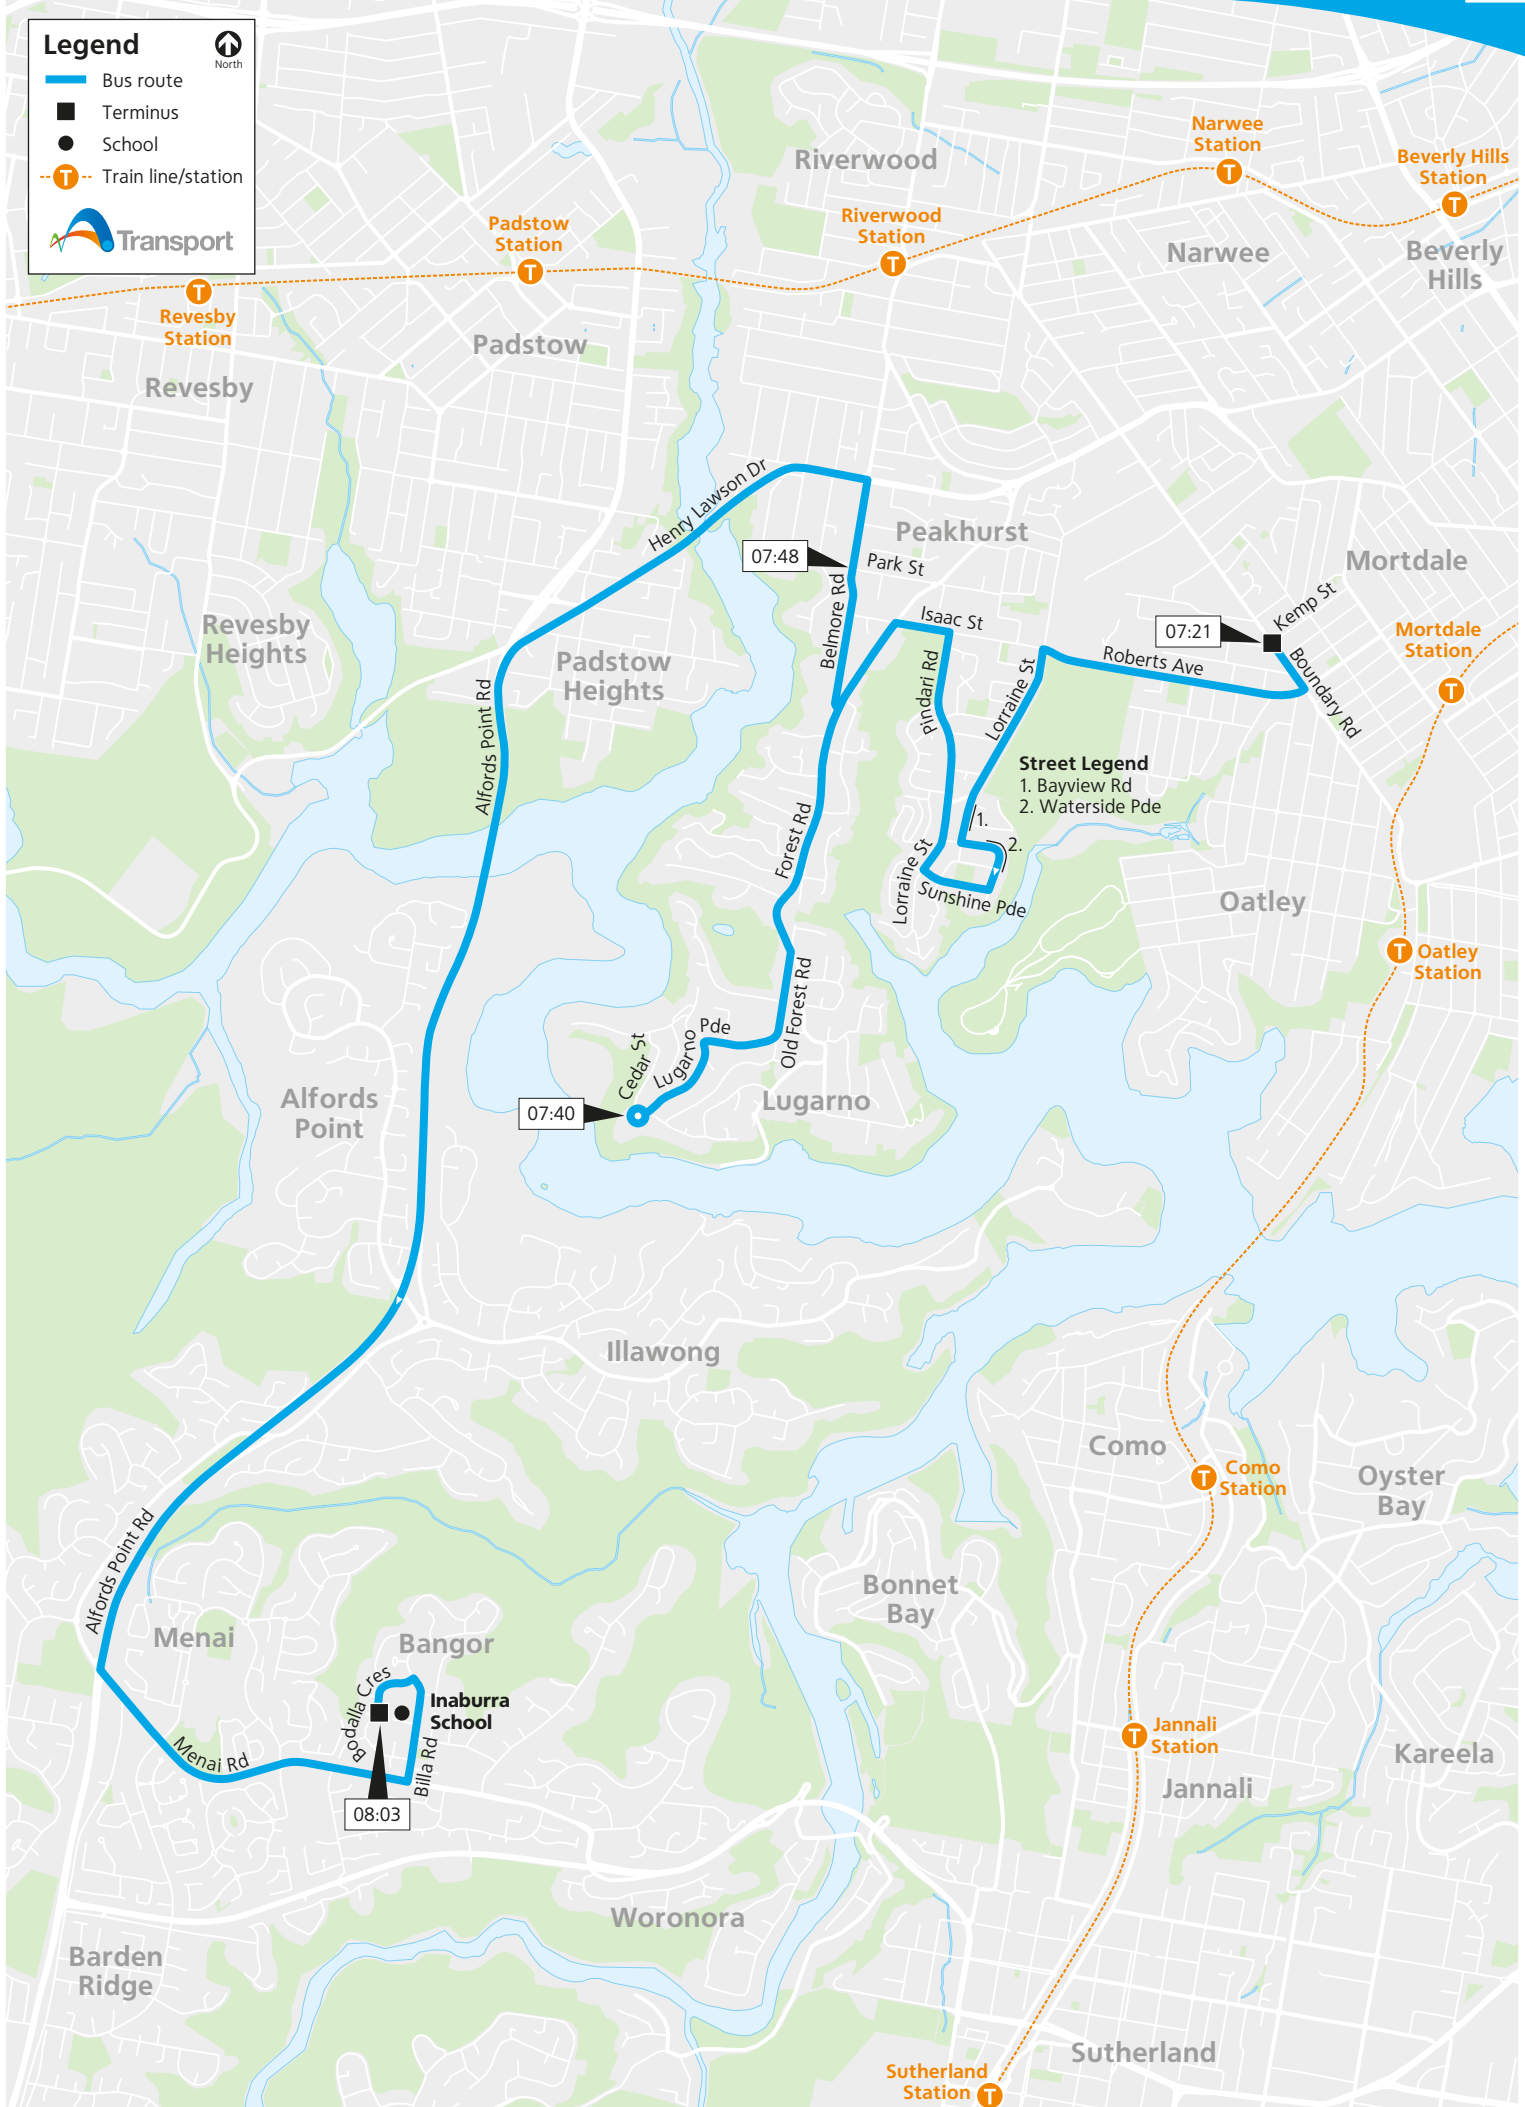 Legend
North
Bus route
Terminus
School
T
Train line/station
Transport
Riverwood
Narwee
Station
T
Beverly Hills
Station
T
Padstow
Station
T
Riverwood
Station
T
Narwee
Beverly
Hills
T
Revesby
Station
Padstow
Revesby
Henry Lawson Dr
Peakhurst
07:48
Park St
Mortdale
Belmore Rd
Isaac St
Kemp St
07:21
Mortdale
Station
T
Revesby
Heights
Padstow
Heights
Pindari Rd
Lorraine St
Roberts Ave
Boundary Rd
Alfords Point Rd
Street Legend
1. Bayview Rd
2. Waterside Pde
1.
2.
Forest Rd
Lorraine St
Sunshine Pde
Oatley
T
Oatley
Station
Old Forest Rd
Pde
Lugarno
Cedar St
07:40
Lugarno
Alfords
Point
Illawong
Como
T
Como
Station
Oyster
Bay
Alfords Point Rd
Bonnet
Bay
Menai
Bangor
Bodalla Cres
Inaburra
School
Billa Rd
Menai Rd
08:03
T
Jannali
Station
Kareela
Jannali
Woronora
Barden
Ridge
Sutherland
Sutherland
Station
T